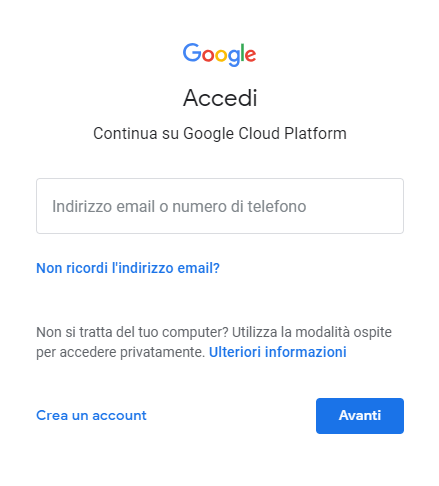 Google
Accedi
Continua su Google Cloud Platform
Indirizzo email o numero di telefono
Non ricordi l'indirizzo email?
Non si tratta del tuo computer? Utilizza la modalità ospite
per accedere privatamente. Ulteriori informazioni
Crea un account
Avanti